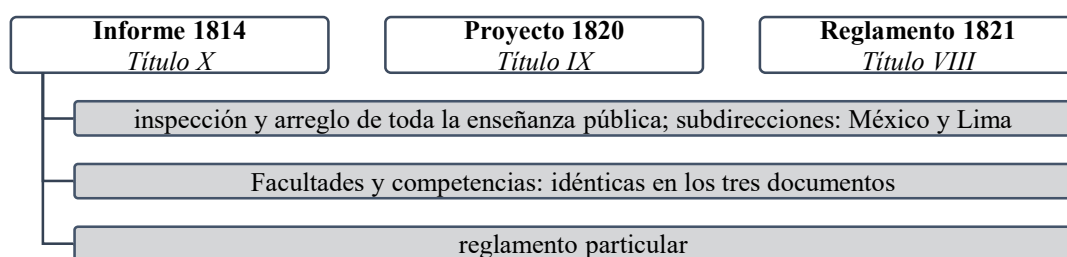 Informe 1814
Título X
Proyecto 1820
Título IX
Reglamento 1821
Título VIII
inspección y arreglo de toda la enseñanza pública; subdirecciones: México y Lima
Facultades y competencias: idénticas en los tres documentos
reglamento particular